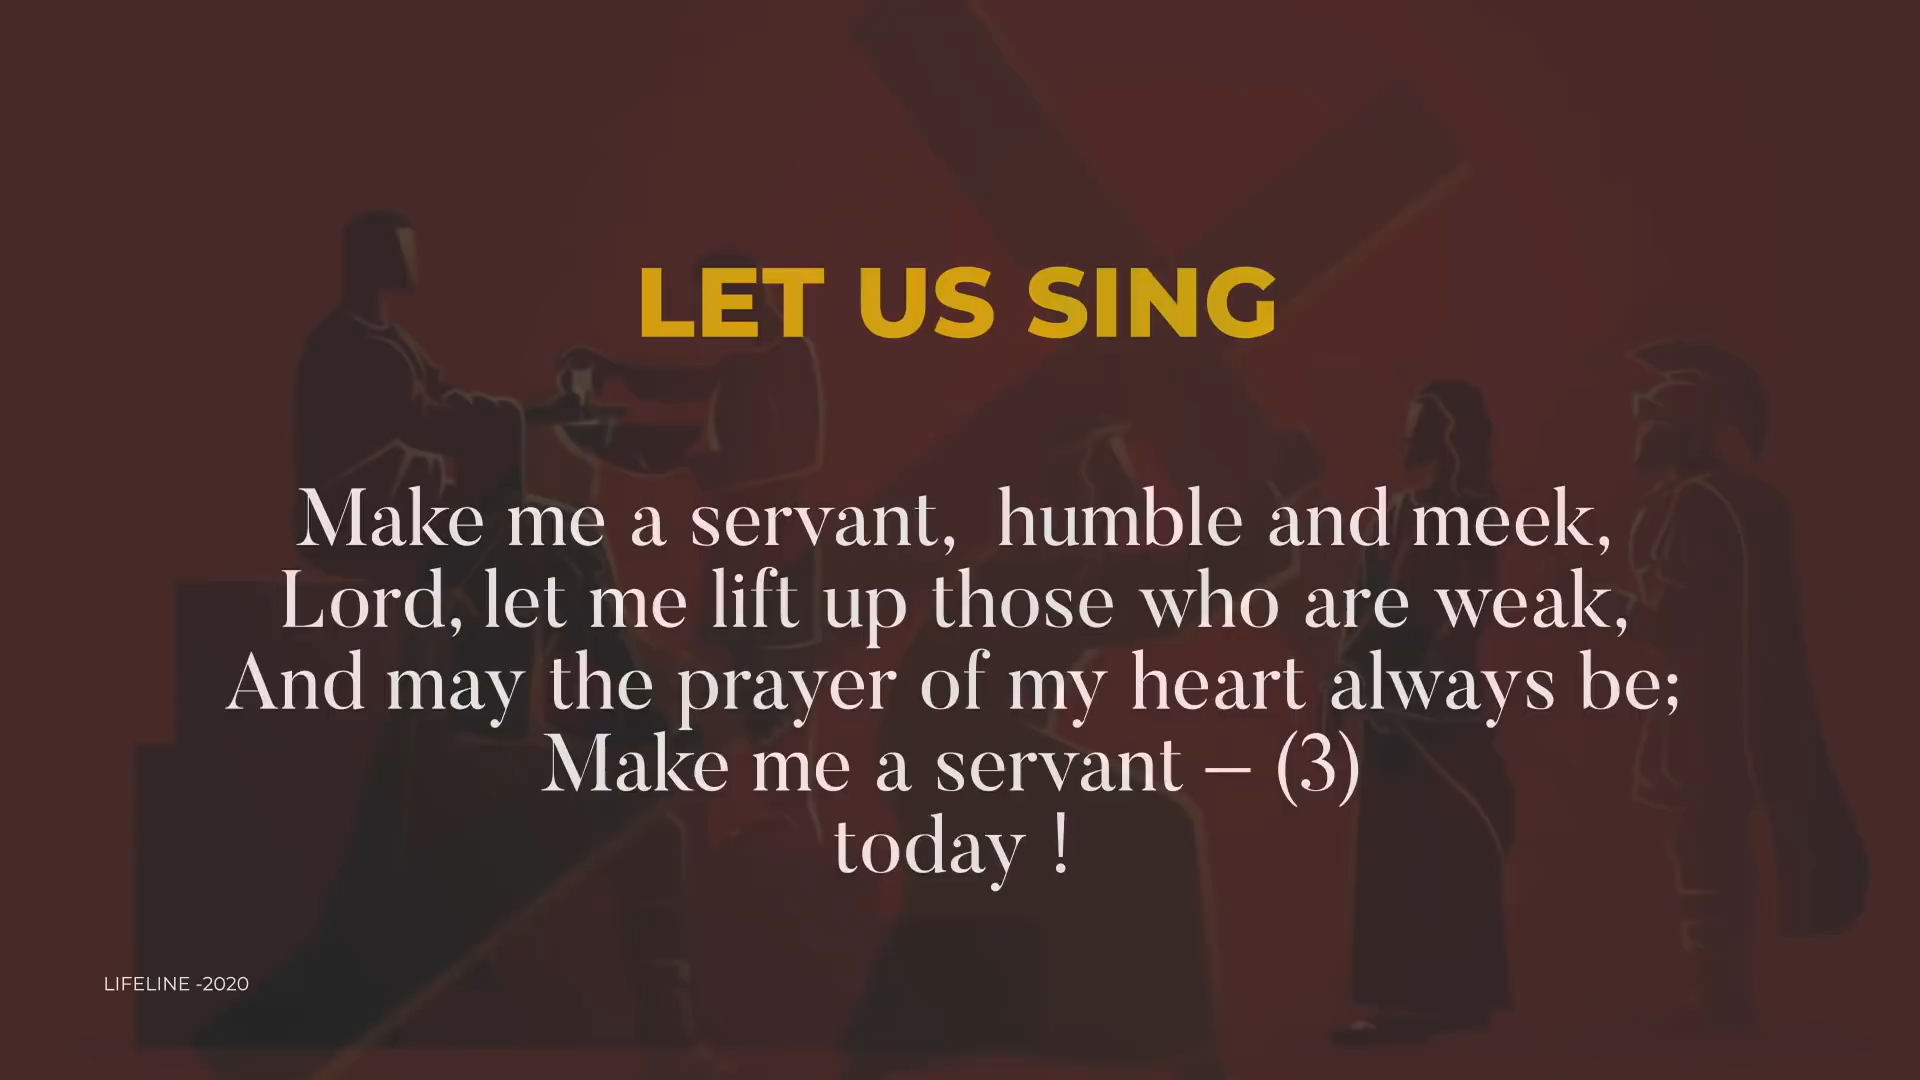 LET US SING
Make me a servant,  humble and meek,
Lord, let me lift up those who are weak,
And may the prayer of my heart always be;
Make me a servant – (3)
today !
LIFELINE -2020